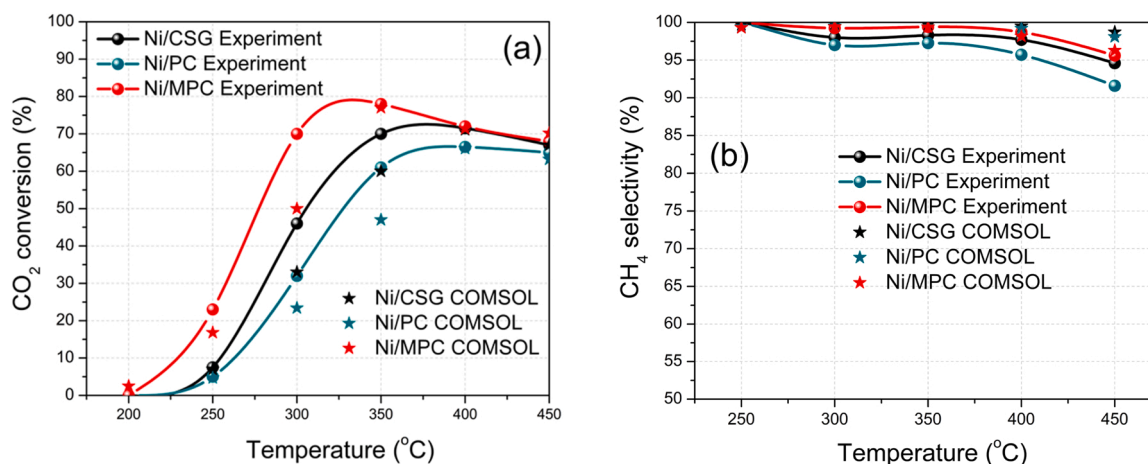 (a)
Ni/CSG Experiment
Ni/PC Experiment
Ni/MPC Experiment
Ni/CSG COMSOL
Ni/PC COMSOL
Ni/MPC COMSOL
CO2 conversion (%)
100
90
80
70
60
50
40
30
20
10
0
200 250 300 350 400 450
Temperature (°C)
(b)
Ni/CSG Experiment
Ni/PC Experiment
Ni/MPC Experiment
Ni/CSG COMSOL
Ni/PC COMSOL
Ni/MPC COMSOL
CH4 selectivity (%)
100
95
90
85
80
75
70
95
60
55
50
250 300 350 400 450
Temperature (°C)